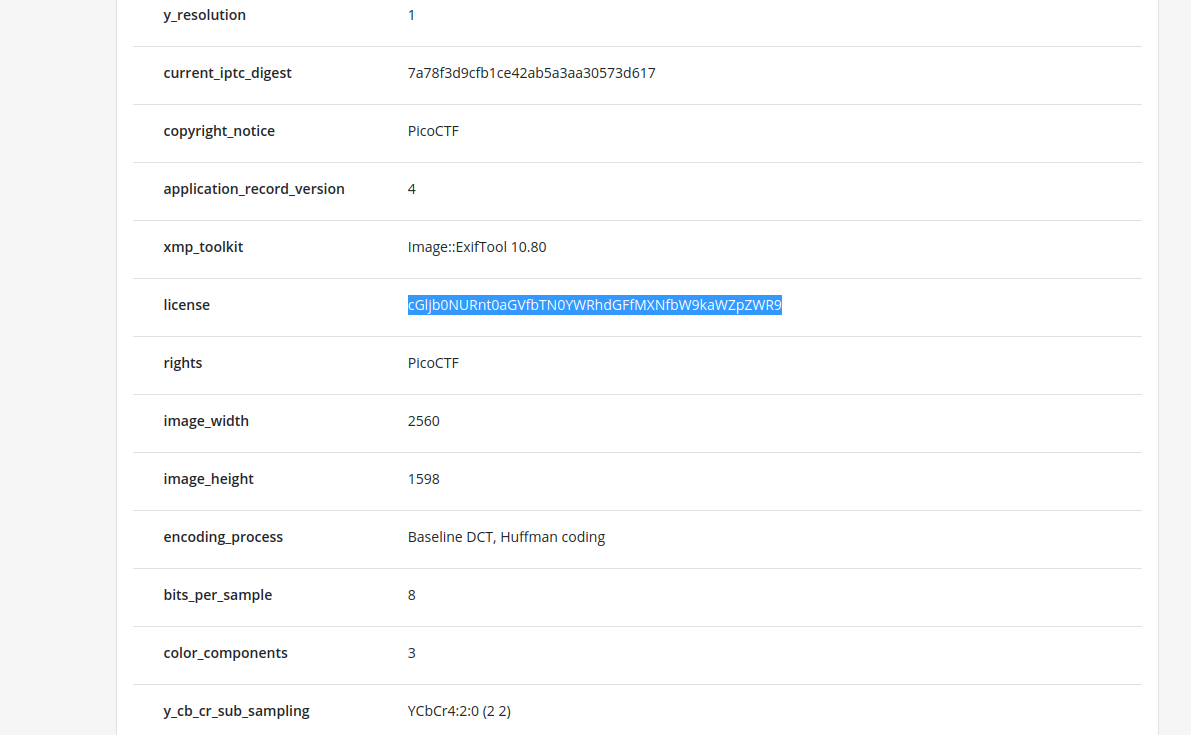 y_resolution 1
current_iptc_digest 7a78f3d9cfb1ce42ab5a3aa30573d617
copyright_notice PicoCTF
application_record_version 4
xmp_toolkit Image::ExifTool 10.80
license cGljb0NURnt0aGVfbTN0YWRhdGFfMXNfbW9kaWZpZWR9
rights PicoCTF
image_width 2560
image_height 1598
encoding_process Baseline DCT, Huffman coding
bits_per_sample 8
color_components 3
y_cb_cr_sub_sampling YCbCr4:2:0 (2 2)